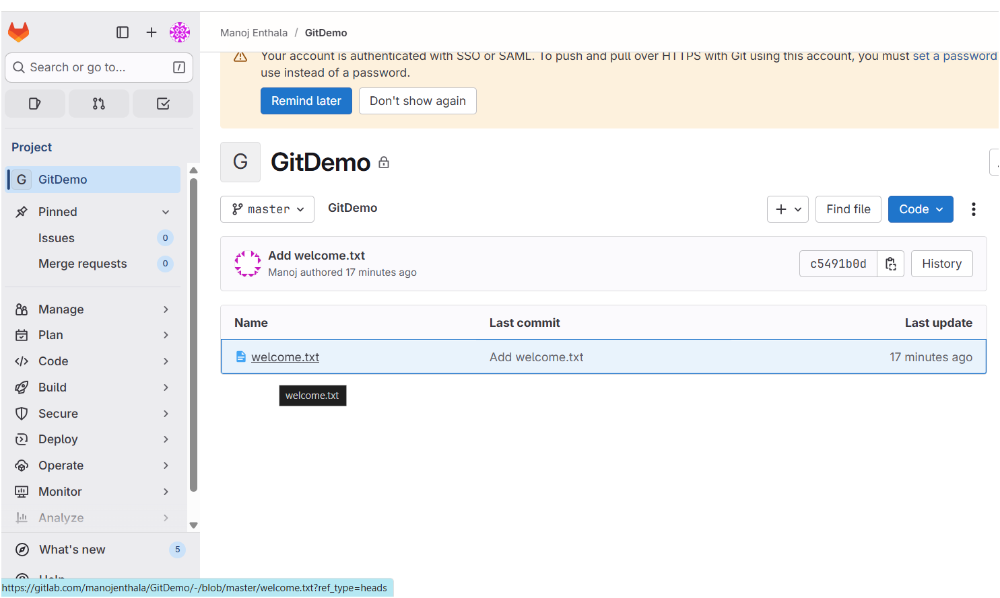 Manoj Enthala / GitDemo
Search or go to... /
Your account is authenticated with SSO or SAML. To push and pull over HTTPS with Git using this account, you must set a password
use instead of a password.
Remind later
Don't show again
Project
G GitDemo
Pinned
Issues 0
Merge requests 0
Manage
Plan
Code
Build
Secure
Deploy
Operate
Monitor
Analyze
What's new 5
Help
G GitDemo
master GitDemo
Find file
Code
Add welcome.txt
Manoj authored 17 minutes ago
c5491b0d
History
Name Last commit Last update
welcome.txt Add welcome.txt 17 minutes ago
welcome.txt
https://gitlab.com/manojenthala/GitDemo/-/blob/master/welcome.txt?ref_type=heads